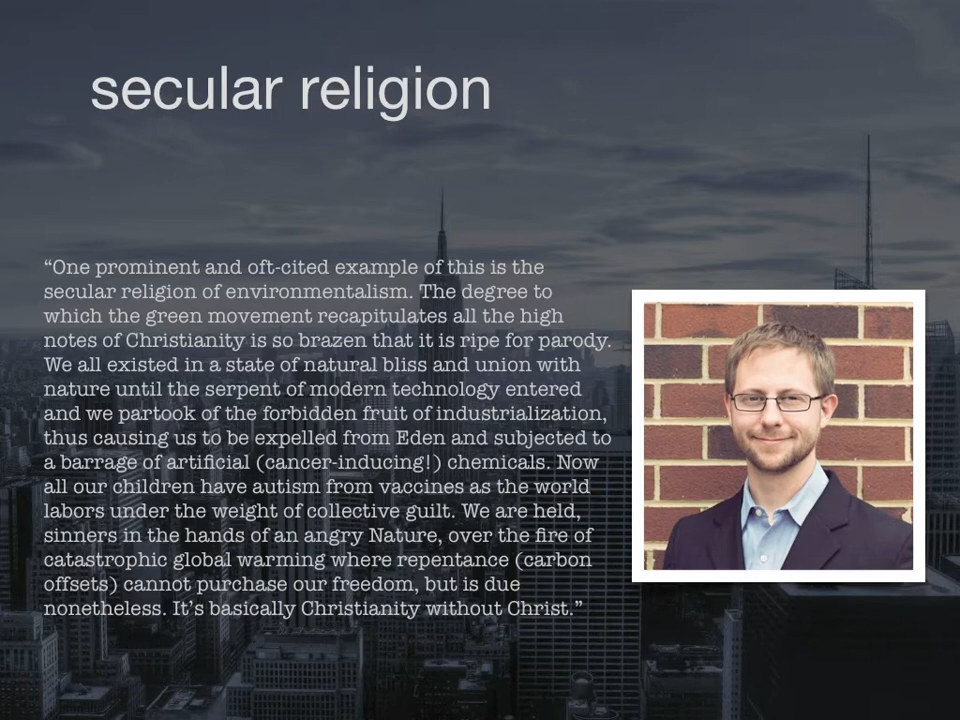 secular religion
“One prominent and oft-cited example of this is the
secular religion of environmentalism. The degree to
which the green movement recapitulates all the high
notes of Christianity is so brazen that it is ripe for parody.
We all existed in a state of natural bliss and union with
nature until the serpent of modern technology entered
and we partook of the forbidden fruit of industrialization,
thus causing us to be expelled from Eden and subjected to
a barrage of artificial (cancer-inducing!) chemicals. Now
all our children have autism from vaccines as the world
labors under the weight of collective guilt. We are held,
sinners in the hands of an angry Nature, over the fire of
catastrophic global warming where repentance (carbon
offsets) cannot purchase our freedom, but is due
nonetheless. It’s basically Christianity without Christ.”